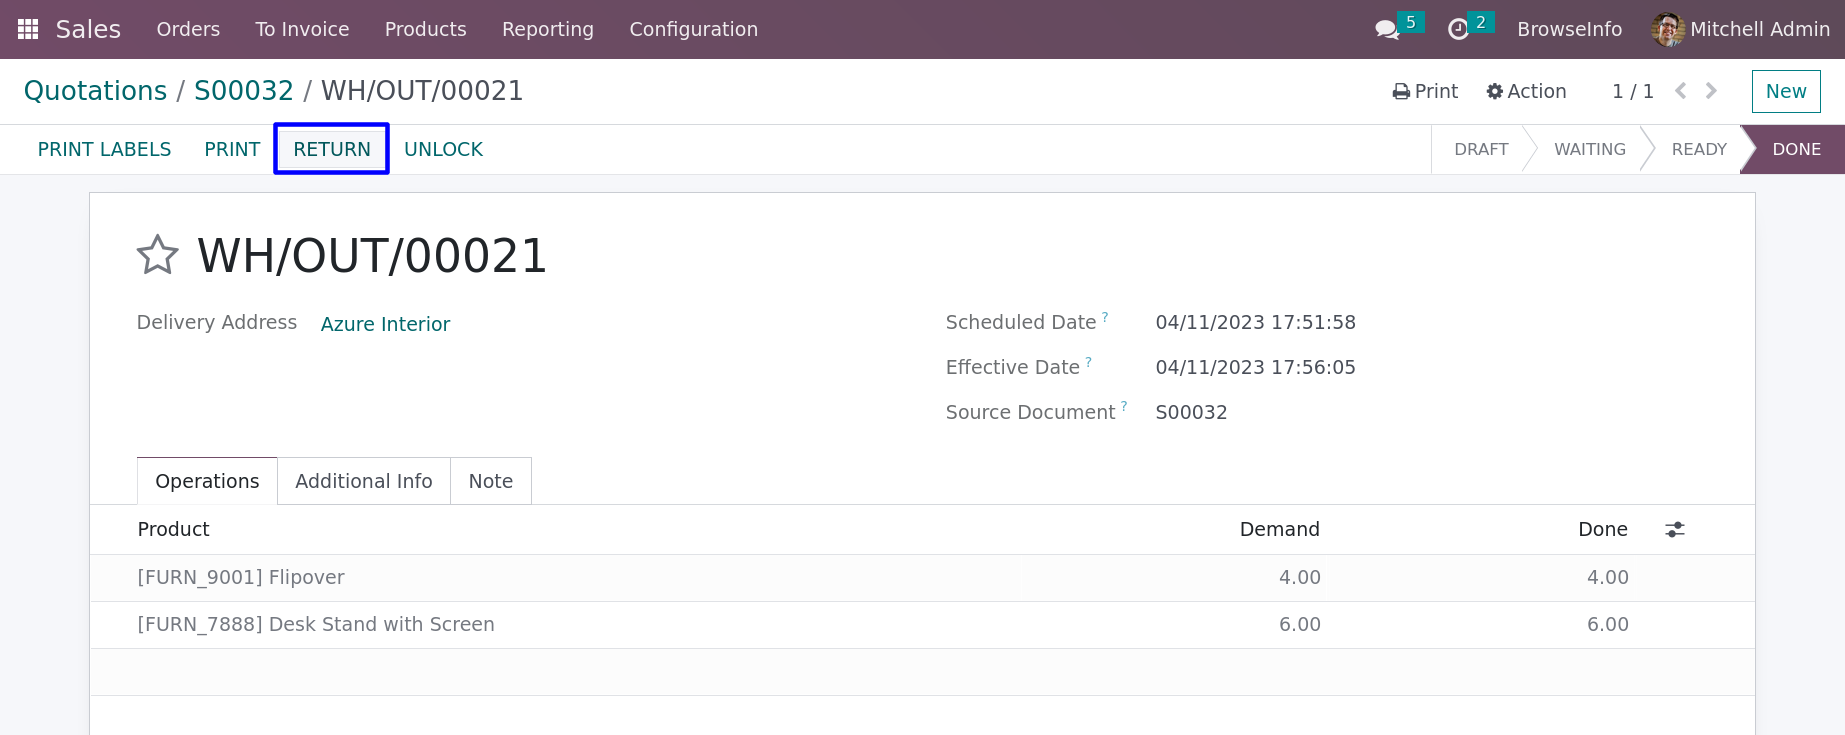 Sales Orders To Invoice Products Reporting Configuration 5 2 BrowseInfo Mitchell Admin
Quotations / S00032 / WH/OUT/00021 Print Action 1 / 1 New
PRINT LABELS PRINT RETURN UNLOCK DRAFT WAITING READY DONE
WH/OUT/00021
Delivery Address Azure Interior Scheduled Date ? 04/11/2023 17:51:58
Effective Date ? 04/11/2023 17:56:05
Source Document ? S00032
Operations Additional Info Note
Product Demand Done
[FURN_9001] Flipover 4.00 4.00
[FURN_7888] Desk Stand with Screen 6.00 6.00